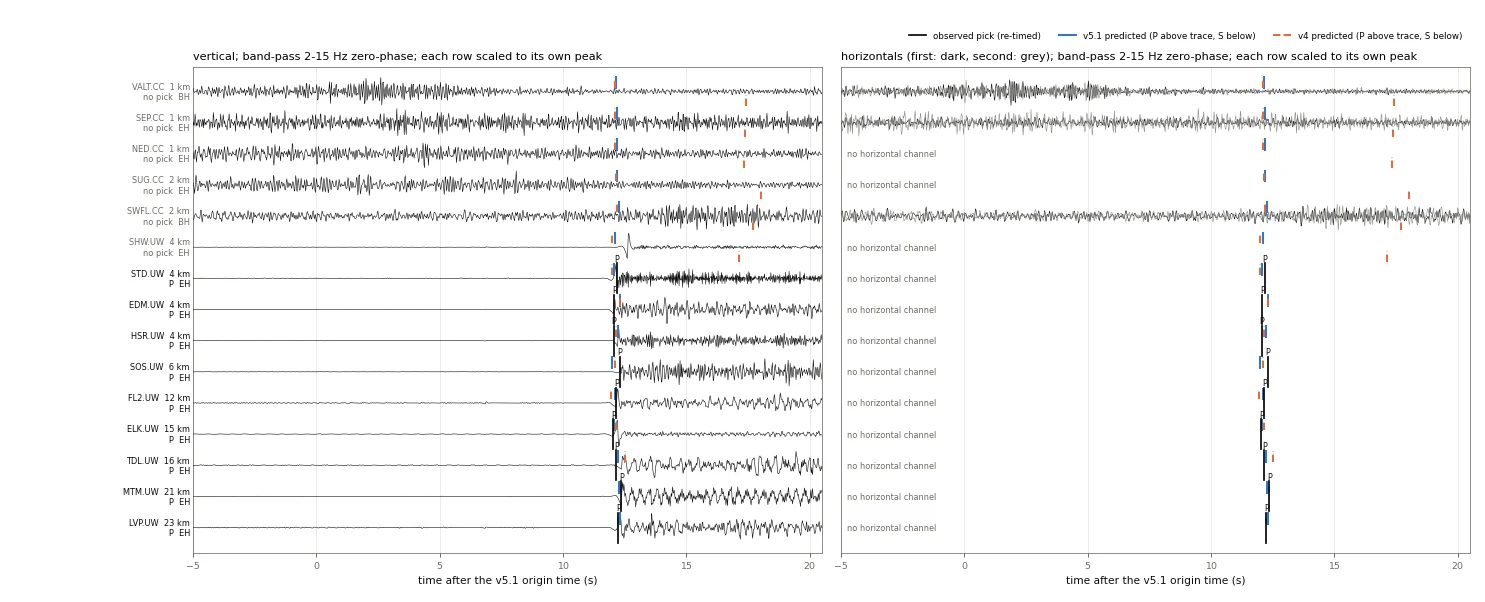 observed pick (re-timed)   v5.1 predicted (P above trace, S below)   v4 predicted (P above trace, S below)
vertical; band-pass 2-15 Hz zero-phase; each row scaled to its own peak
horizontals (first: dark, second: grey); band-pass 2-15 Hz zero-phase; each row scaled to its own peak
VALT.CC 1 km
no pick BH
SEP.CC 1 km
no pick EH
NED.CC 1 km
no pick EH
no horizontal channel
SUG.CC 2 km
no pick EH
no horizontal channel
SWFL.CC 2 km
no pick BH
SHW.UW 4 km
no pick EH
no horizontal channel
P P
STD.UW 4 km
P EH
no horizontal channel
P P
EDM.UW 4 km
P EH
no horizontal channel
P P
HSR.UW 4 km
P EH
no horizontal channel
P P
SOS.UW 6 km
P EH
no horizontal channel
P P
FL2.UW 12 km
P EH
no horizontal channel
P P
ELK.UW 15 km
P EH
no horizontal channel
P P
TDL.UW 16 km
P EH
no horizontal channel
P P
MTM.UW 21 km
P EH
no horizontal channel
P P
LVP.UW 23 km
P EH
no horizontal channel
−5 0 5 10 15 20
−5 0 5 10 15 20
time after the v5.1 origin time (s)
time after the v5.1 origin time (s)